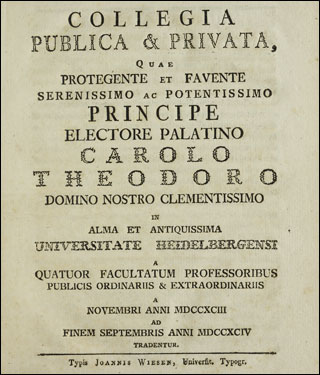 COLLEGIA
PUBLICA & PRIVATA,
QUAE
PROTEGENTE ET FAVENTE
SERENISSIMO AC POTENTISSIMO
PRINCIPE
ELECTORE PALATINO
CAROLO
THEODORO
DOMINO NOSTRO CLEMENTISSIMO
IN
ALMA ET ANTIQUISSIMA
UNIVERSITATE HEIDELBERGENSI
A
QUATUOR FACULTATUM PROFESSORIBUS
PUBLICIS ORDINARIIS & EXTRAORDINARIIS
A
NOVEMBRI ANNI MDCCXCIII
AD
FINEM SEPTEMBRIS ANNI MDCCXCIV
TRADENTUR.
Typis JOANNIS WIESEN, Univerſit. Typogr.